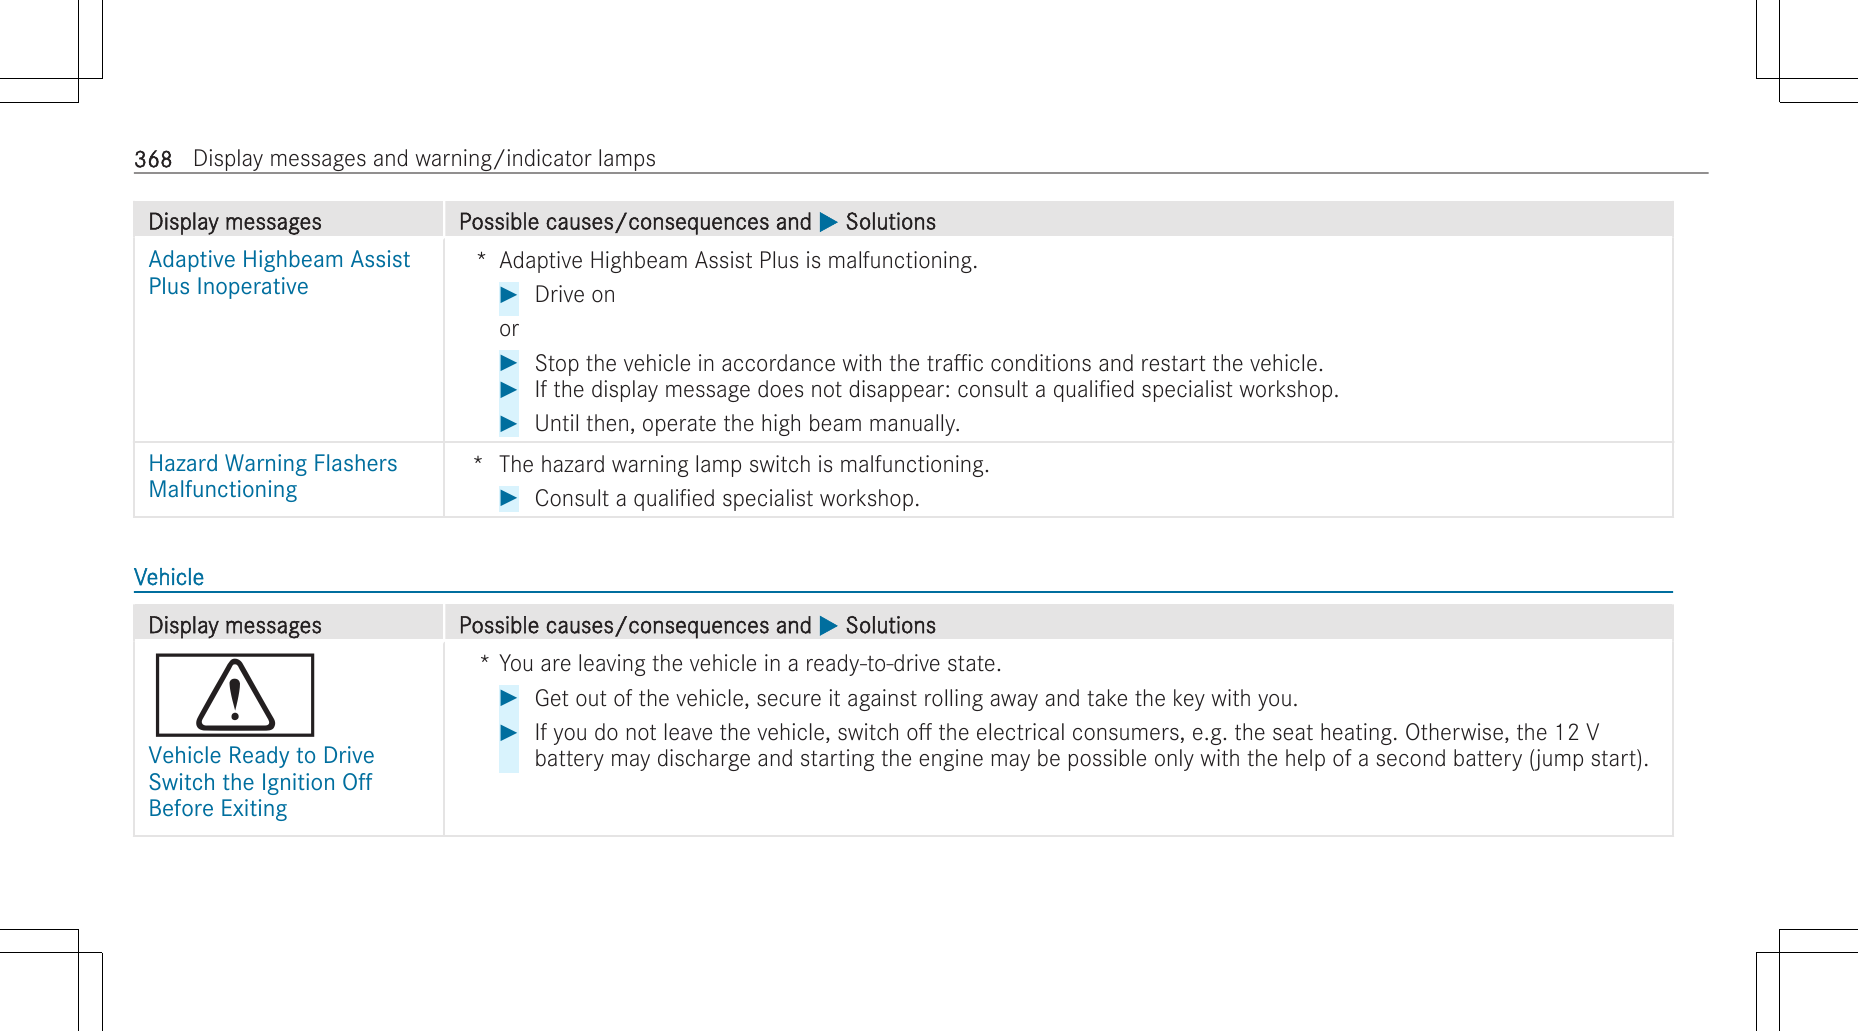 368 Display messages and warning/indicator lamps
Display messages
Possible causes/consequences and ▶ Solutions
Adaptive Highbeam Assist
Plus Inoperative
* Adaptive Highbeam Assist Plus is malfunctioning.
▶ Drive on
or
▶ Stop the vehicle in accordance with the traffic conditions and restart the vehicle.
▶ If the display message does not disappear: consult a qualified specialist workshop.
▶ Until then, operate the high beam manually.
Hazard Warning Flashers
Malfunctioning
* The hazard warning lamp switch is malfunctioning.
▶ Consult a qualified specialist workshop.
Vehicle
Display messages
Possible causes/consequences and ▶ Solutions
Vehicle Ready to Drive
Switch the Ignition Off
Before Exiting
* You are leaving the vehicle in a ready-to-drive state.
▶ Get out of the vehicle, secure it against rolling away and take the key with you.
▶ If you do not leave the vehicle, switch off the electrical consumers, e.g. the seat heating. Otherwise, the 12 V
battery may discharge and starting the engine may be possible only with the help of a second battery (jump start).